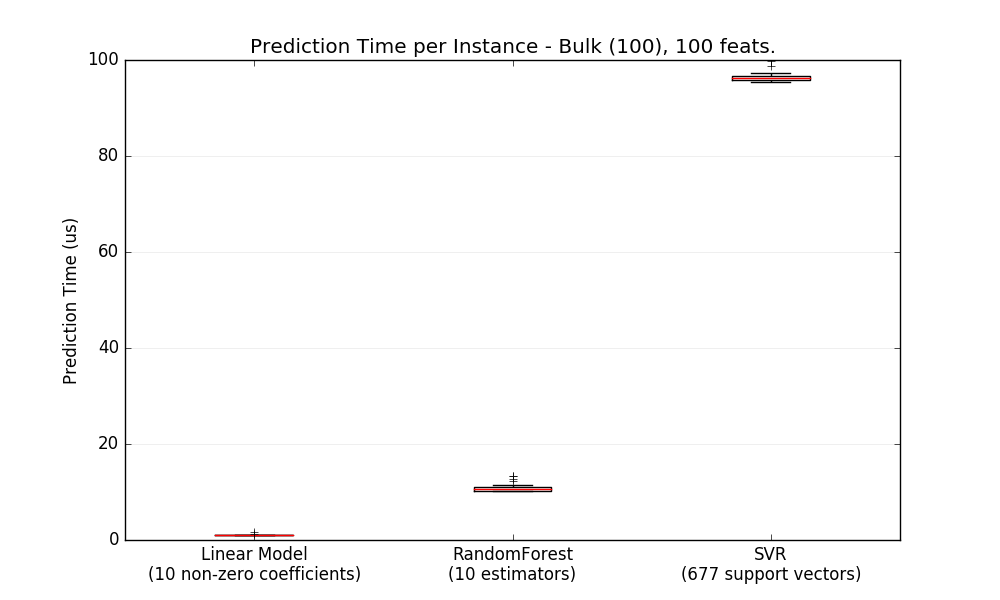 Prediction Time per Instance - Bulk (100), 100 feats.
100
80
60
40
20
0
Prediction Time (us)
Linear Model
(10 non-zero coefficients)
RandomForest
(10 estimators)
SVR
(677 support vectors)